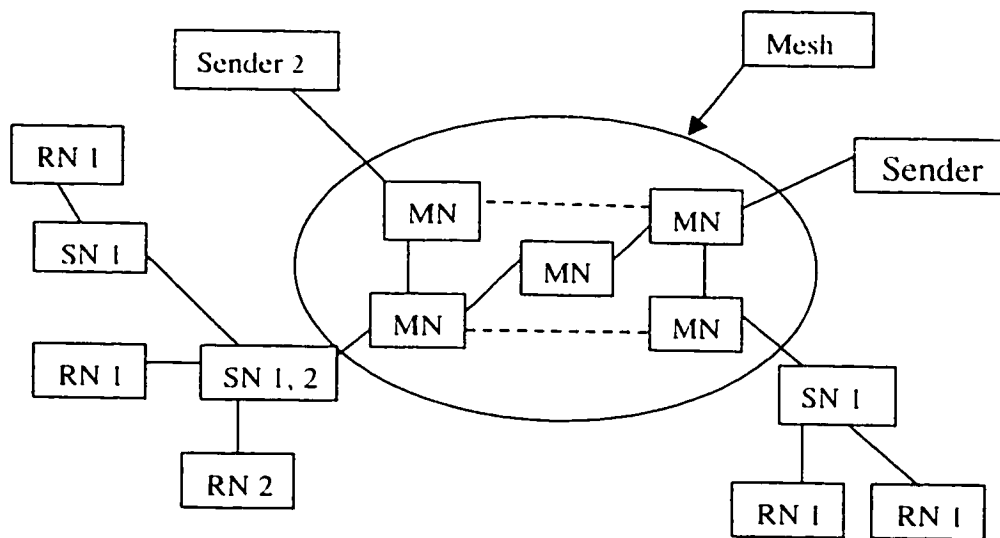 Mesh
Sender 2
Sender
RN 1
MN
MN
SN 1
MN
MN
MN
RN 1
SN 1, 2
SN 1
RN 2
RN 1
RN 1